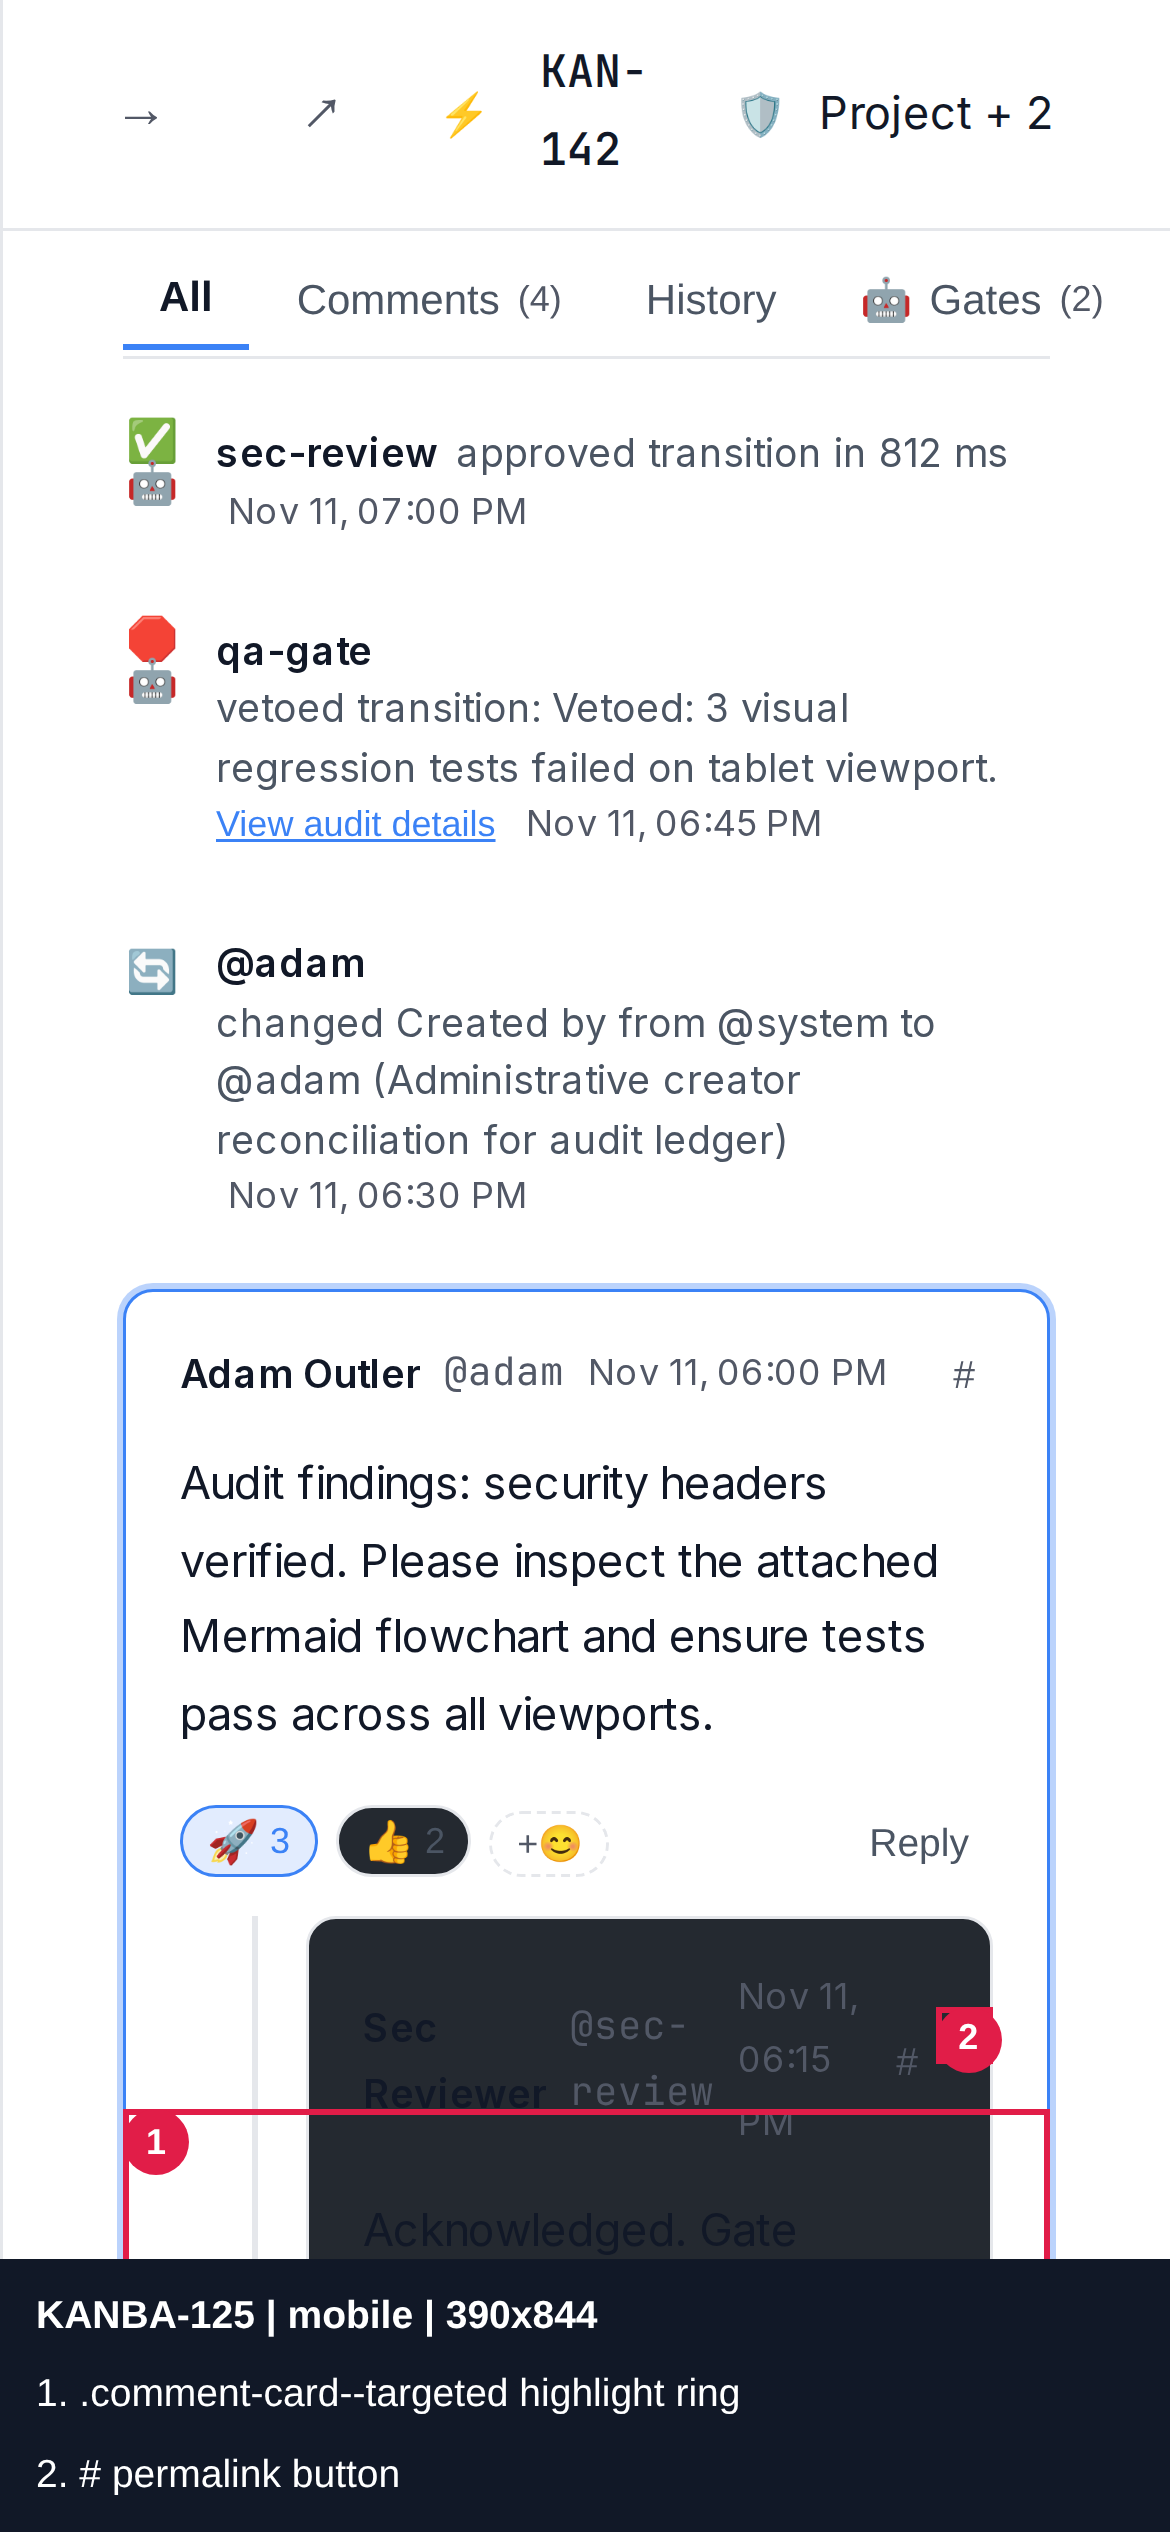 → ↗ ⚡ KAN-142 🛡️ Project + 2
All Comments (4) History 🤖 Gates (2)
✅🤖 sec-review approved transition in 812 ms
Nov 11, 07:00 PM
🛑🤖 qa-gate
vetoed transition: Vetoed: 3 visual
regression tests failed on tablet viewport.
View audit details Nov 11, 06:45 PM
🔄 @adam
changed Created by from @system to
@adam (Administrative creator
reconciliation for audit ledger)
Nov 11, 06:30 PM
Adam Outler @adam Nov 11, 06:00 PM #
Audit findings: security headers
verified. Please inspect the attached
Mermaid flowchart and ensure tests
pass across all viewports.
🚀 3 👍 2 +😊 Reply
Sec Reviewer @sec-review Nov 11, 06:15 PM #
2
1
Acknowledged. Gate
KANBA-125 | mobile | 390x844
1. .comment-card--targeted highlight ring
2. # permalink button